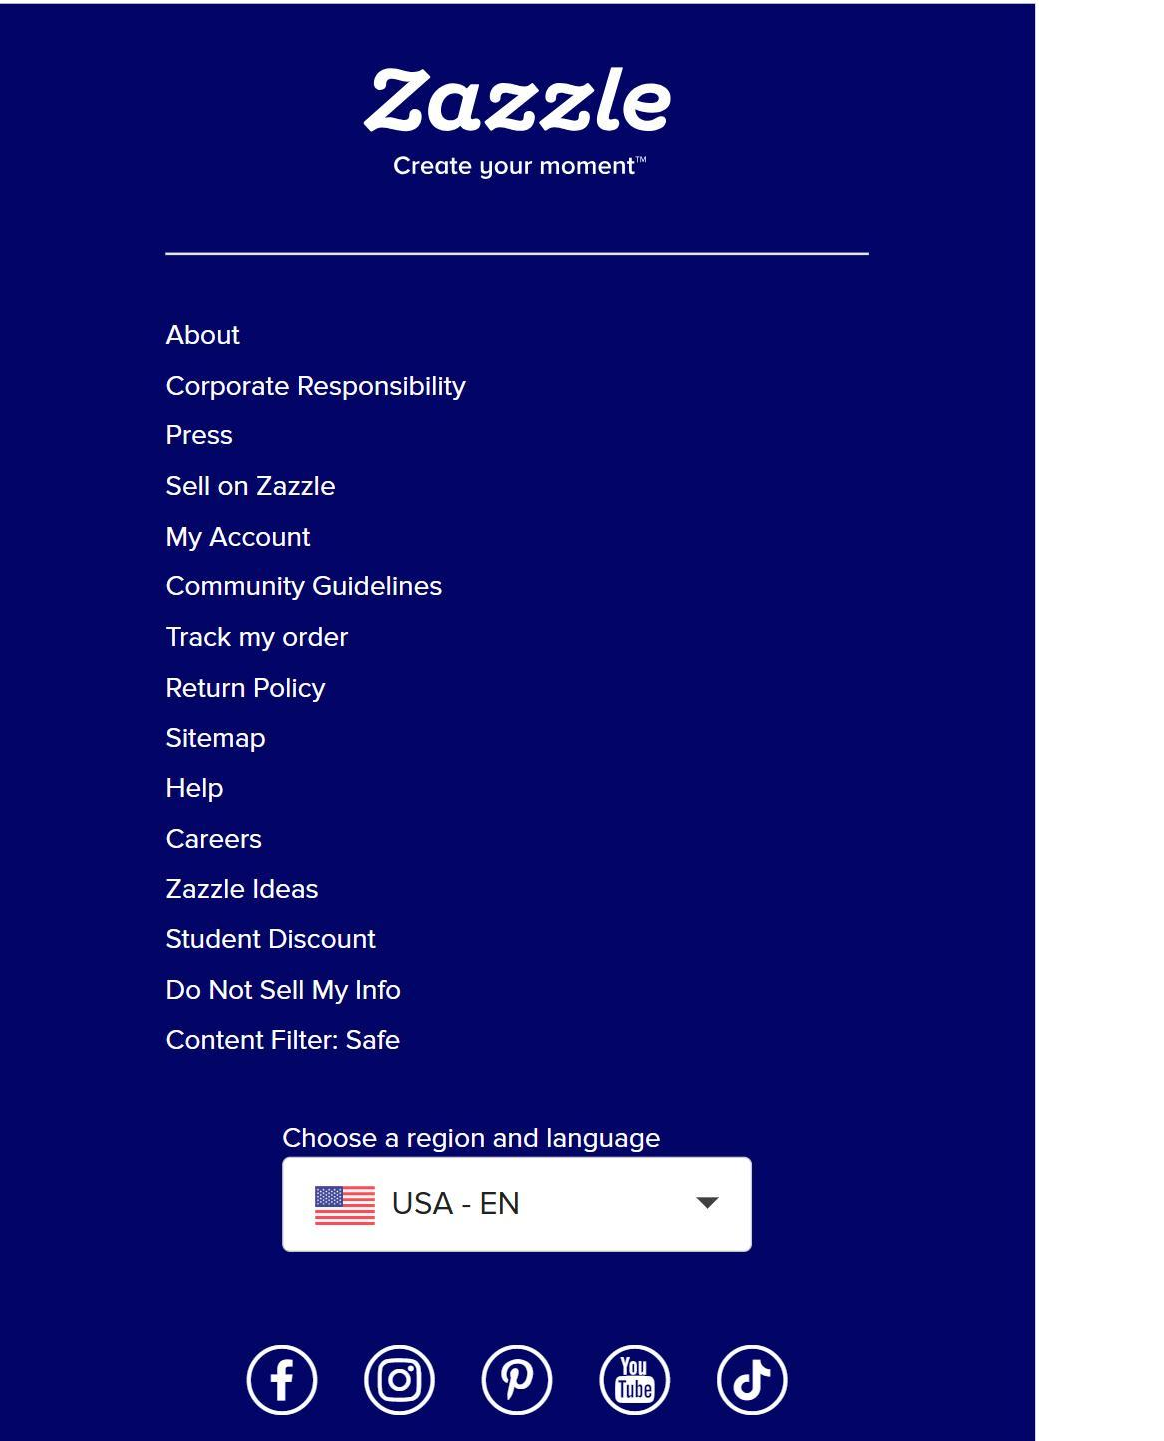 Zazzle
Create your moment™
About
Corporate Responsibility
Press
Sell on Zazzle
My Account
Community Guidelines
Track my order
Return Policy
Sitemap
Help
Careers
Zazzle Ideas
Student Discount
Do Not Sell My Info
Content Filter: Safe
Choose a region and language
USA - EN
You
Tube